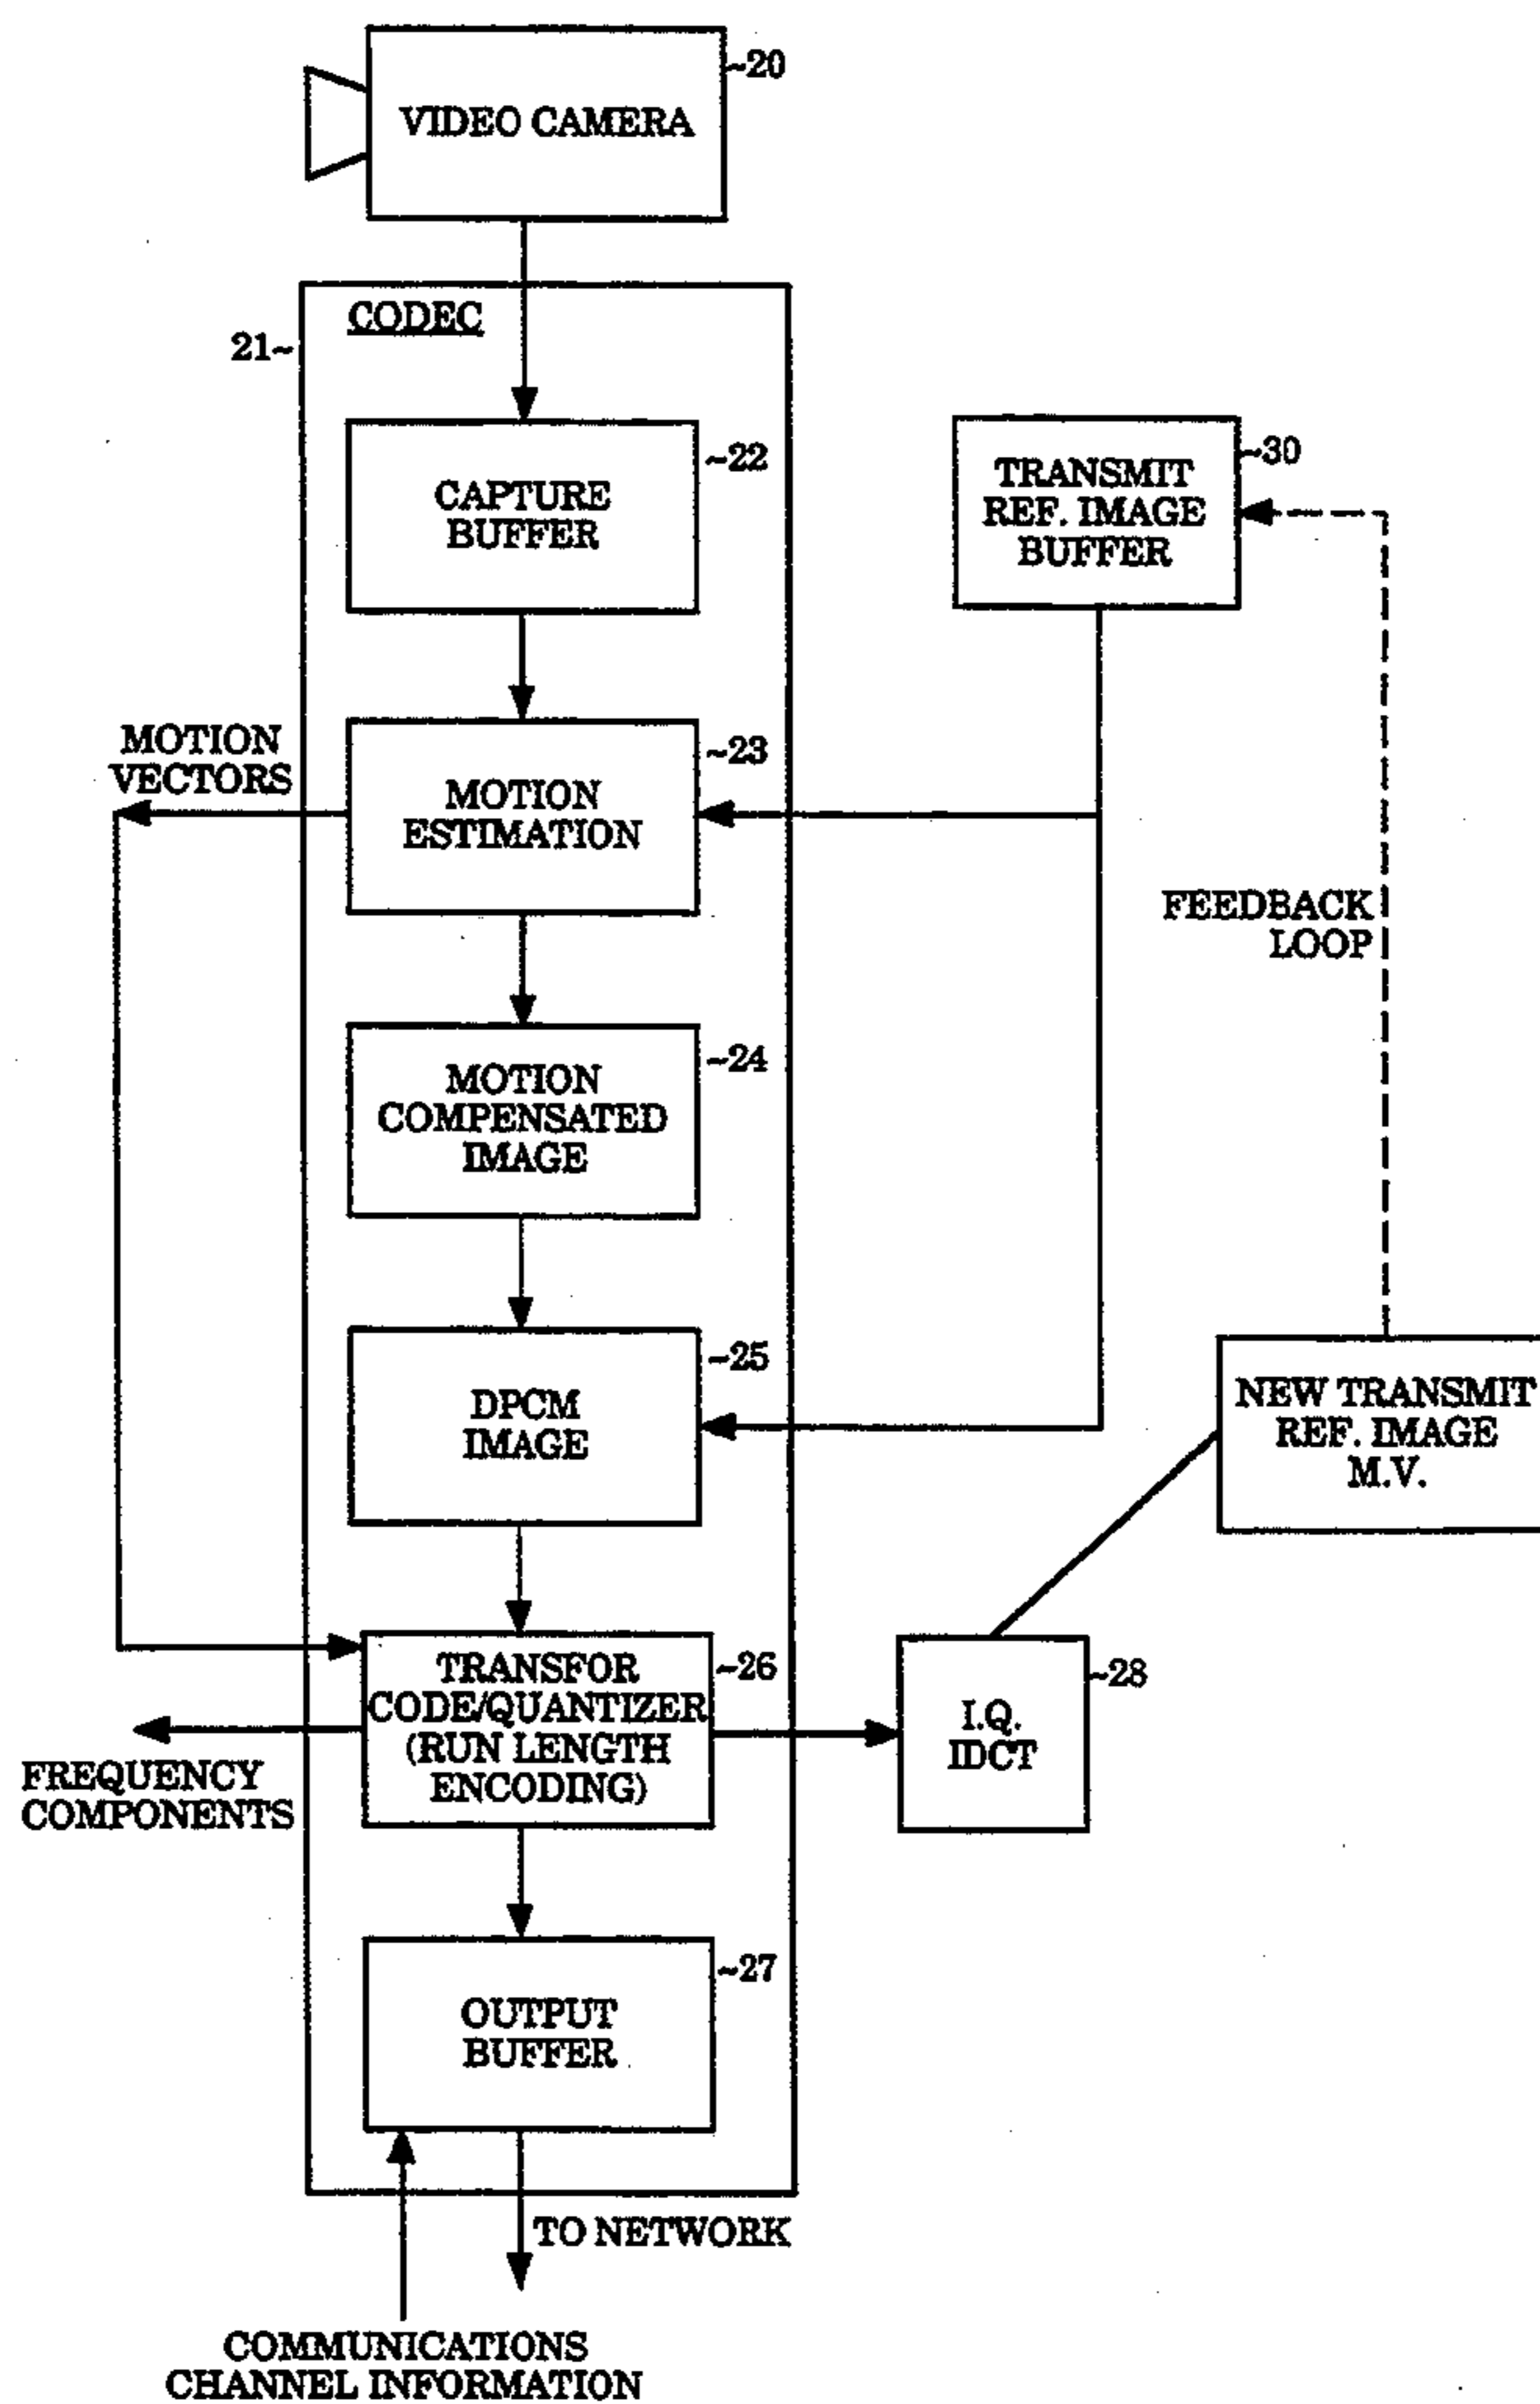 ~20
VIDEO CAMERA
CODEC
21~
~22
CAPTURE
BUFFER
~30
TRANSMIT
REF. IMAGE
BUFFER
MOTION
VECTORS
~23
MOTION
ESTIMATION
FEEDBACK
LOOP
~24
MOTION
COMPENSATED
IMAGE
~25
DPCM
IMAGE
NEW TRANSMIT
REF. IMAGE
M.V.
~26
TRANSFOR
CODE/QUANTIZER
(RUN LENGTH
ENCODING)
~28
I.Q.
IDCT
FREQUENCY
COMPONENTS
~27
OUTPUT
BUFFER
TO NETWORK
COMMUNICATIONS
CHANNEL INFORMATION